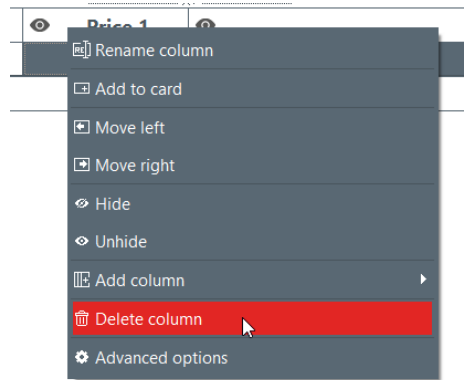 Price 1
Rename column
Add to card
Move left
Move right
Hide
Unhide
Add column
Delete column
Advanced options